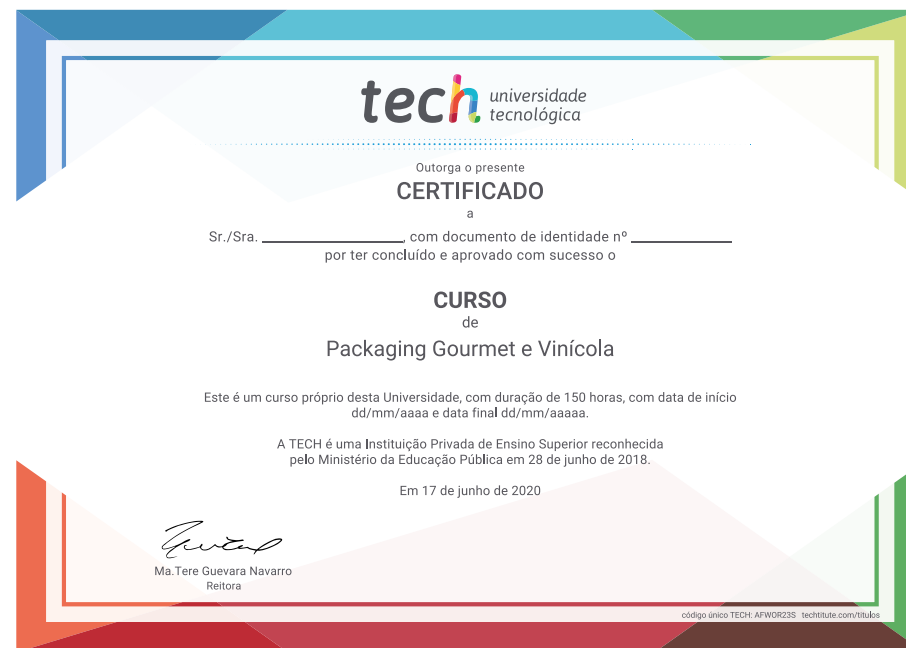 tech universidade
tecnológica
Outorga o presente
CERTIFICADO
a
Sr./Sra. ____________________, com documento de identidade nº ______________
por ter concluído e aprovado com sucesso o
CURSO
de
Packaging Gourmet e Vinícola
Este é um curso próprio desta Universidade, com duração de 150 horas, com data de início
dd/mm/aaaa e data final dd/mm/aaaaa.
A TECH é uma Instituição Privada de Ensino Superior reconhecida
pelo Ministério da Educação Pública em 28 de junho de 2018.
Em 17 de junho de 2020
Ma.Tere Guevara Navarro
Reitora
código único TECH: AFWOR23S techtitute.com/titulos